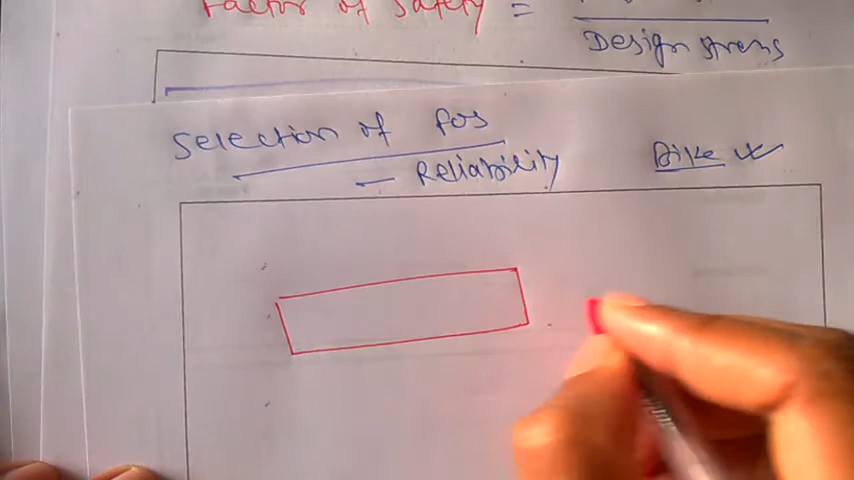 Factor of Safety =
Design stress
Selection of fos
- Reliability
Bike